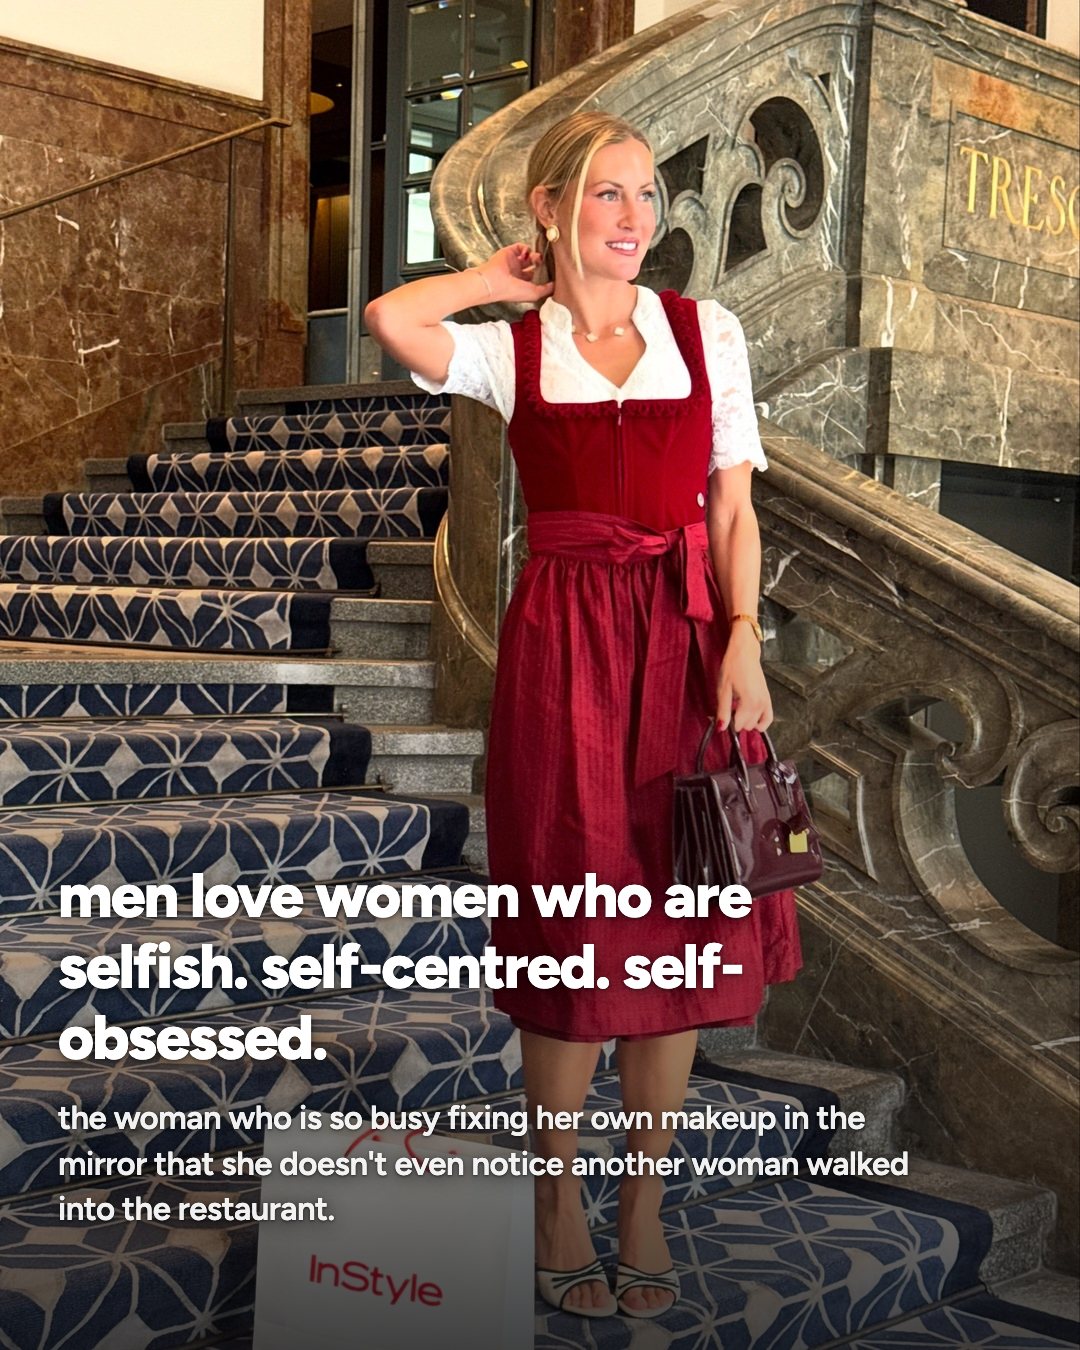 TRESO
men love women who are
selfish. self-centred. self-
obsessed.
the woman who is so busy fixing her own makeup in the
mirror that she doesn't even notice another woman walked
into the restaurant.
InStyle